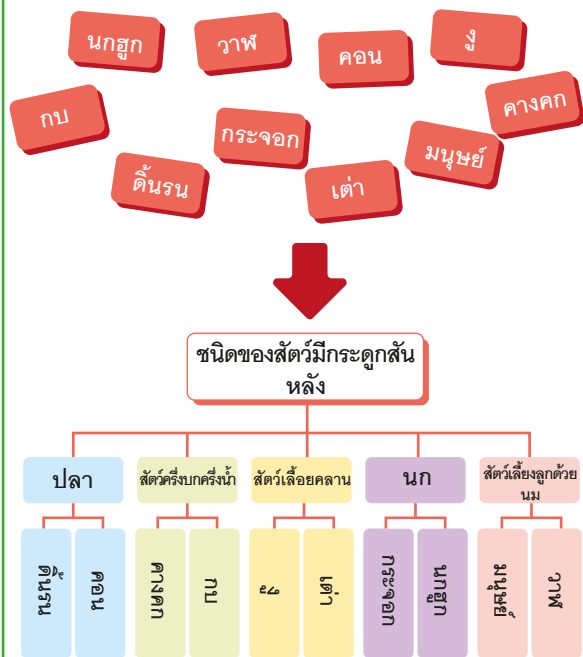 นกฮูก
วาฬ
คอน
งู
กบ
กระจอก
มนุษย์
คางคก
ดิ้นรน
เต่า
ชนิดของสัตว์มีกระดูกสัน
หลัง
ปลา
สัตว์ครึ่งบกครึ่งน้ำ
สัตว์เลื้อยคลาน
นก
สัตว์เลี้ยงลูกด้วย
นม
ดิ้นรน
คอน
คางคก
กบ
งู
เต่า
กระจอก
นกฮูก
มนุษย์
วาฬ